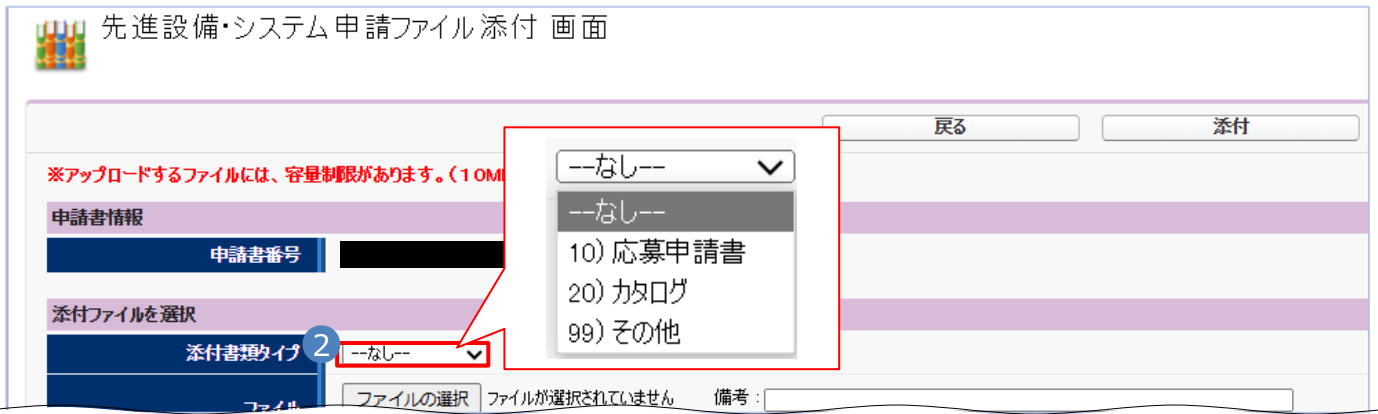 先進設備・システム申請ファイル添付 画面
戻る 添付
※アップロードするファイルには、容量制限があります。(10M
申請書情報
申請書番号
添付ファイルを選択
添付書類タイプ 2 --なし--
--なし--
--なし--
10) 応募申請書
20) カタログ
99) その他
ファイル ファイルの選択 ファイルが選択されていません 備考: